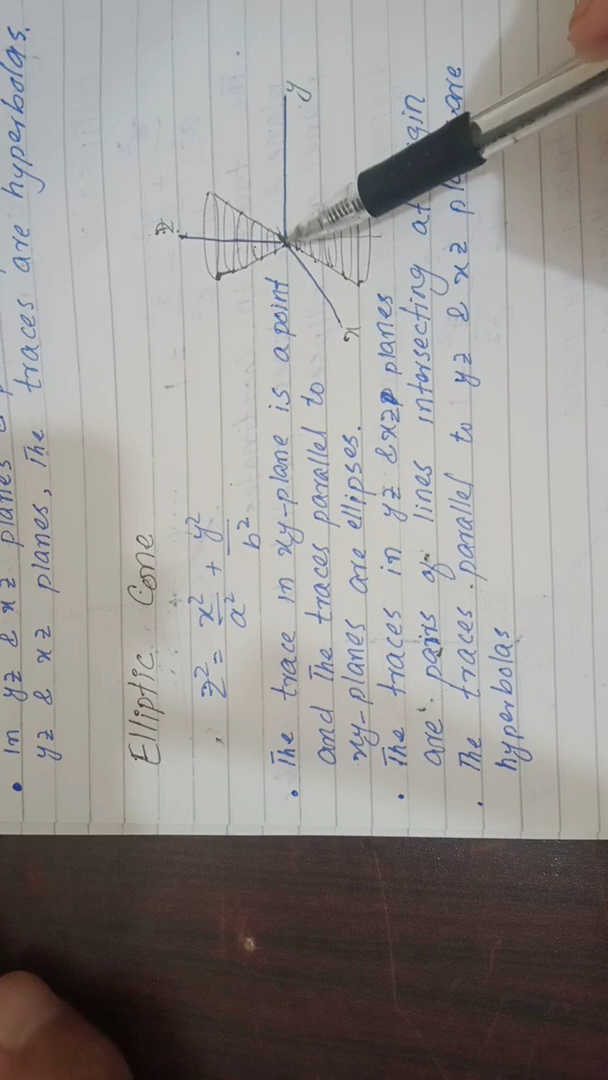 • In yz & xz planes
yz & xz planes, The traces are hyperbolas.
Elliptic Cone
z² = x²/a² + y²/b²
z
y
x
• The trace in xy-plane is a point
and The traces parallel to
xy-planes are ellipses.
• The traces in yz & xz planes
are pairs of lines intersecting at
• The traces parallel to yz & xz are
hyperbolas